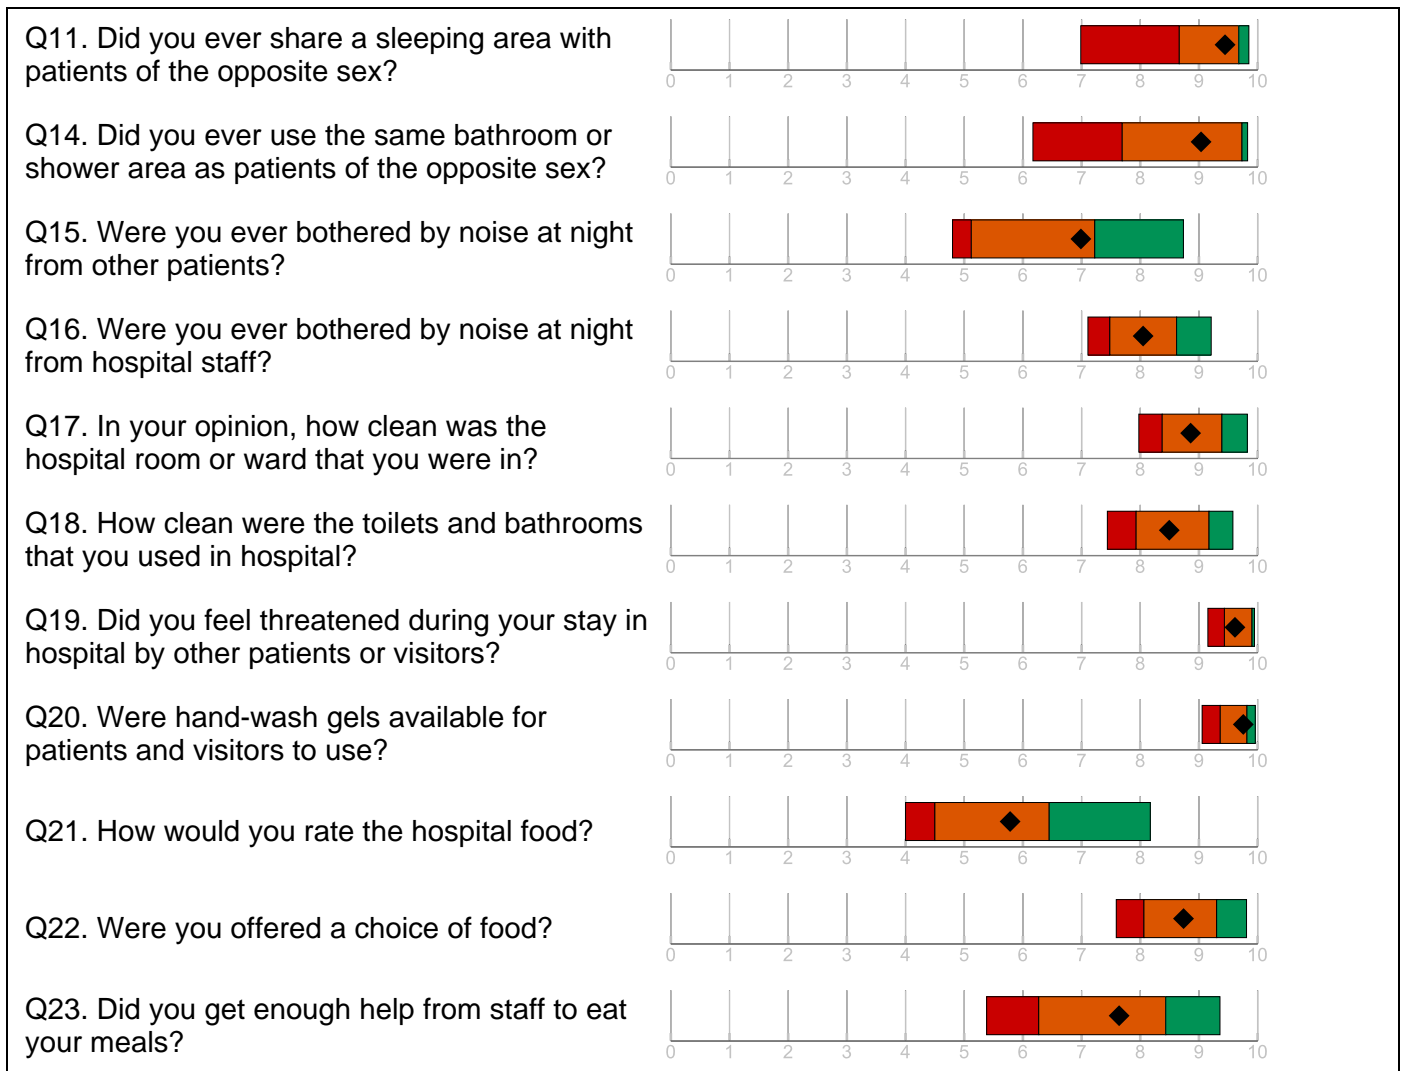 Q11. Did you ever share a sleeping area with
patients of the opposite sex?
0 1 2 3 4 5 6 7 8 9 10
Q14. Did you ever use the same bathroom or
shower area as patients of the opposite sex?
0 1 2 3 4 5 6 7 8 9 10
Q15. Were you ever bothered by noise at night
from other patients?
0 1 2 3 4 5 6 7 8 9 10
Q16. Were you ever bothered by noise at night
from hospital staff?
0 1 2 3 4 5 6 7 8 9 10
Q17. In your opinion, how clean was the
hospital room or ward that you were in?
0 1 2 3 4 5 6 7 8 9 10
Q18. How clean were the toilets and bathrooms
that you used in hospital?
0 1 2 3 4 5 6 7 8 9 10
Q19. Did you feel threatened during your stay in
hospital by other patients or visitors?
0 1 2 3 4 5 6 7 8 9 10
Q20. Were hand-wash gels available for
patients and visitors to use?
0 1 2 3 4 5 6 7 8 9 10
Q21. How would you rate the hospital food?
0 1 2 3 4 5 6 7 8 9 10
Q22. Were you offered a choice of food?
0 1 2 3 4 5 6 7 8 9 10
Q23. Did you get enough help from staff to eat
your meals?
0 1 2 3 4 5 6 7 8 9 10